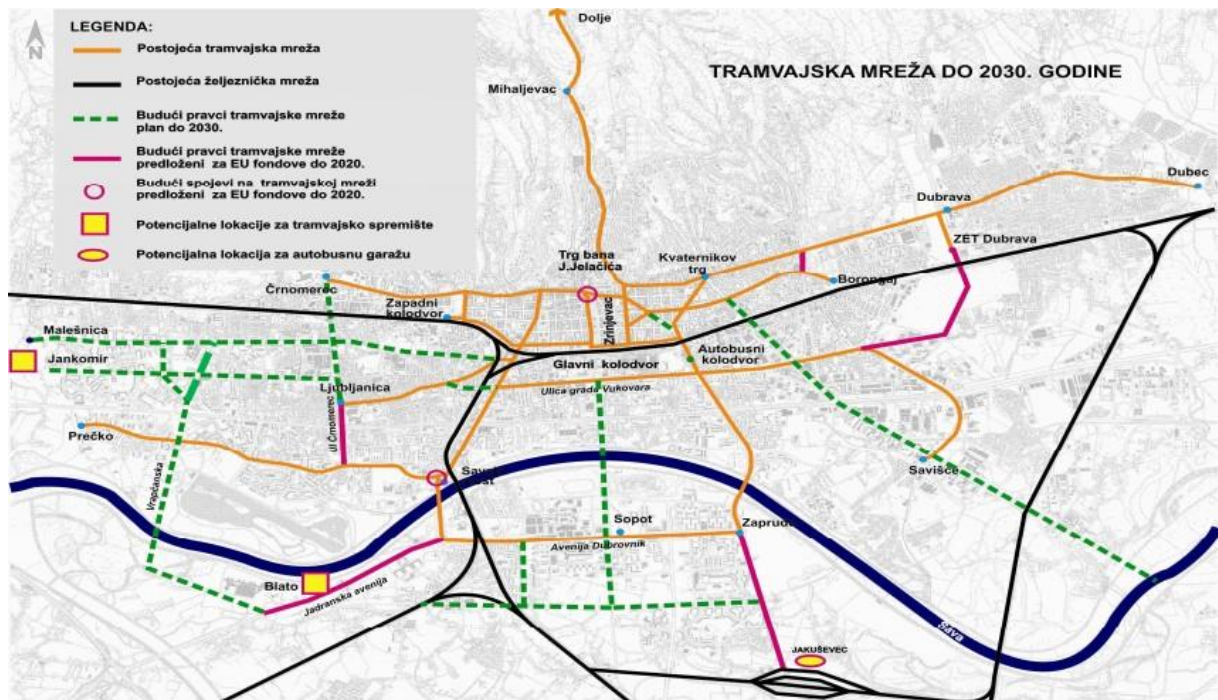 N
LEGENDA:
Postojeća tramvajska mreža
Postojeća željeznička mreža
Budući pravci tramvajske mreže
plan do 2030.
Budući pravci tramvajske mreže
predloženi za EU fondove do 2020.
Budući spojevi na tramvajskoj mreži
predloženi za EU fondove do 2020.
Potencijalne lokacije za tramvajsko spremište
Potencijalna lokacija za autobusnu garažu
TRAMVAJSKA MREŽA DO 2030. GODINE
Dolje
Mihaljevac
Dubec
Dubrava
ZET Dubrava
Trg bana
J.Jelačića
Kvaternikov
trg
Borongaj
Črnomerec
Zapadni
kolodvor
Zrinjevac
Malešnica
Jankomir
Glavni kolodvor
Autobusni
kolodvor
Ljubljanica
Ulica grada Vukovara
Ul Črnomerec
Prečko
Vrapčanska
Savišće
Sopot
Zaprud
Avenija Dubrovnik
Blato
Jadranska avenija
Sava
JAKUŠEVEC